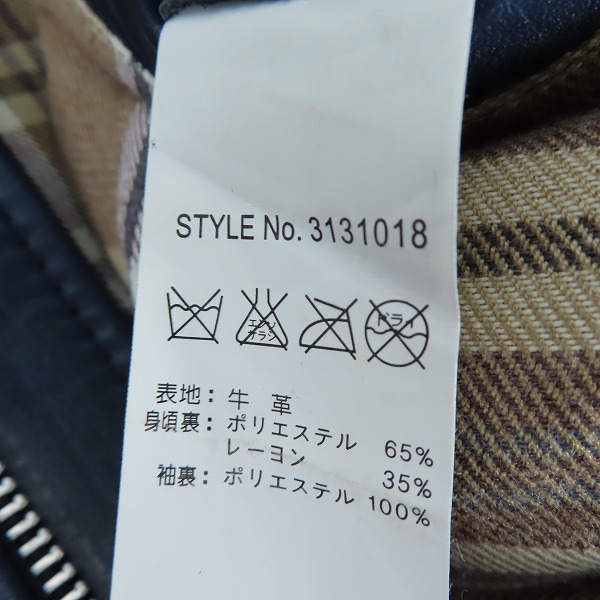 STYLE No. 3131018
エンソ
サラシ
ドライ
表地: 牛 革
身頃裏: ポリエステル 65%
レーヨン 35%
袖裏: ポリエステル 100%